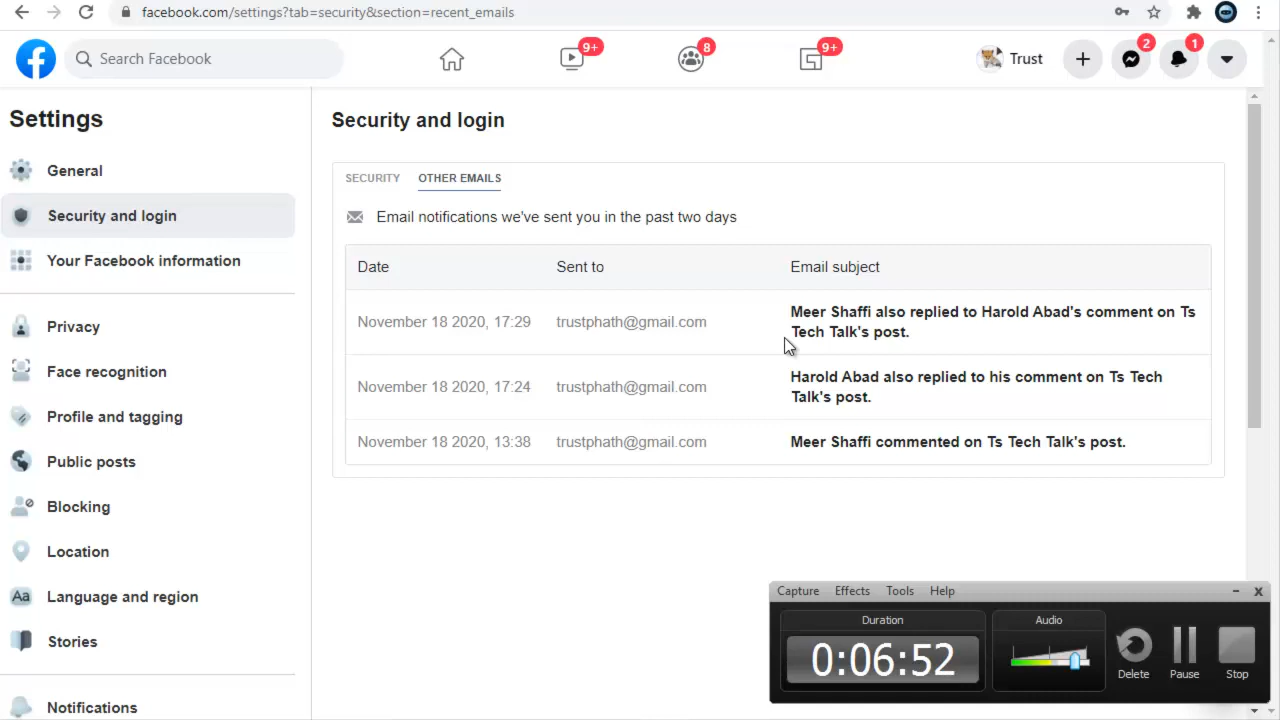 facebook.com/settings?tab=security&section=recent_emails
Search Facebook
9+
8
9+
Trust
2
1
Settings
General
Security and login
Your Facebook information
Privacy
Face recognition
Profile and tagging
Public posts
Blocking
Location
Aa Language and region
Stories
Notifications
Security and login
SECURITY OTHER EMAILS
Email notifications we've sent you in the past two days
Date Sent to Email subject
November 18 2020, 17:29 trustphath@gmail.com Meer Shaffi also replied to Harold Abad's comment on Ts
Tech Talk's post.
November 18 2020, 17:24 trustphath@gmail.com Harold Abad also replied to his comment on Ts Tech
Talk's post.
November 18 2020, 13:38 trustphath@gmail.com Meer Shaffi commented on Ts Tech Talk's post.
Capture Effects Tools Help
Duration
0:06:52
Audio
Delete Pause Stop